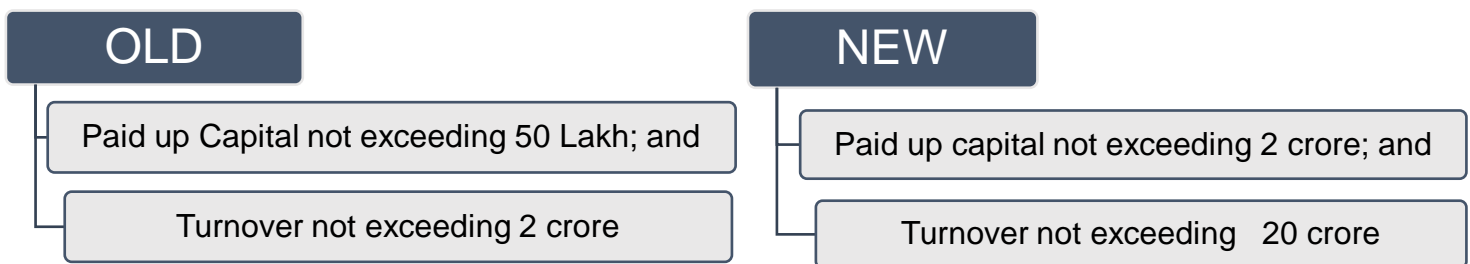 OLD
Paid up Capital not exceeding 50 Lakh; and
Turnover not exceeding 2 crore
NEW
Paid up capital not exceeding 2 crore; and
Turnover not exceeding 20 crore